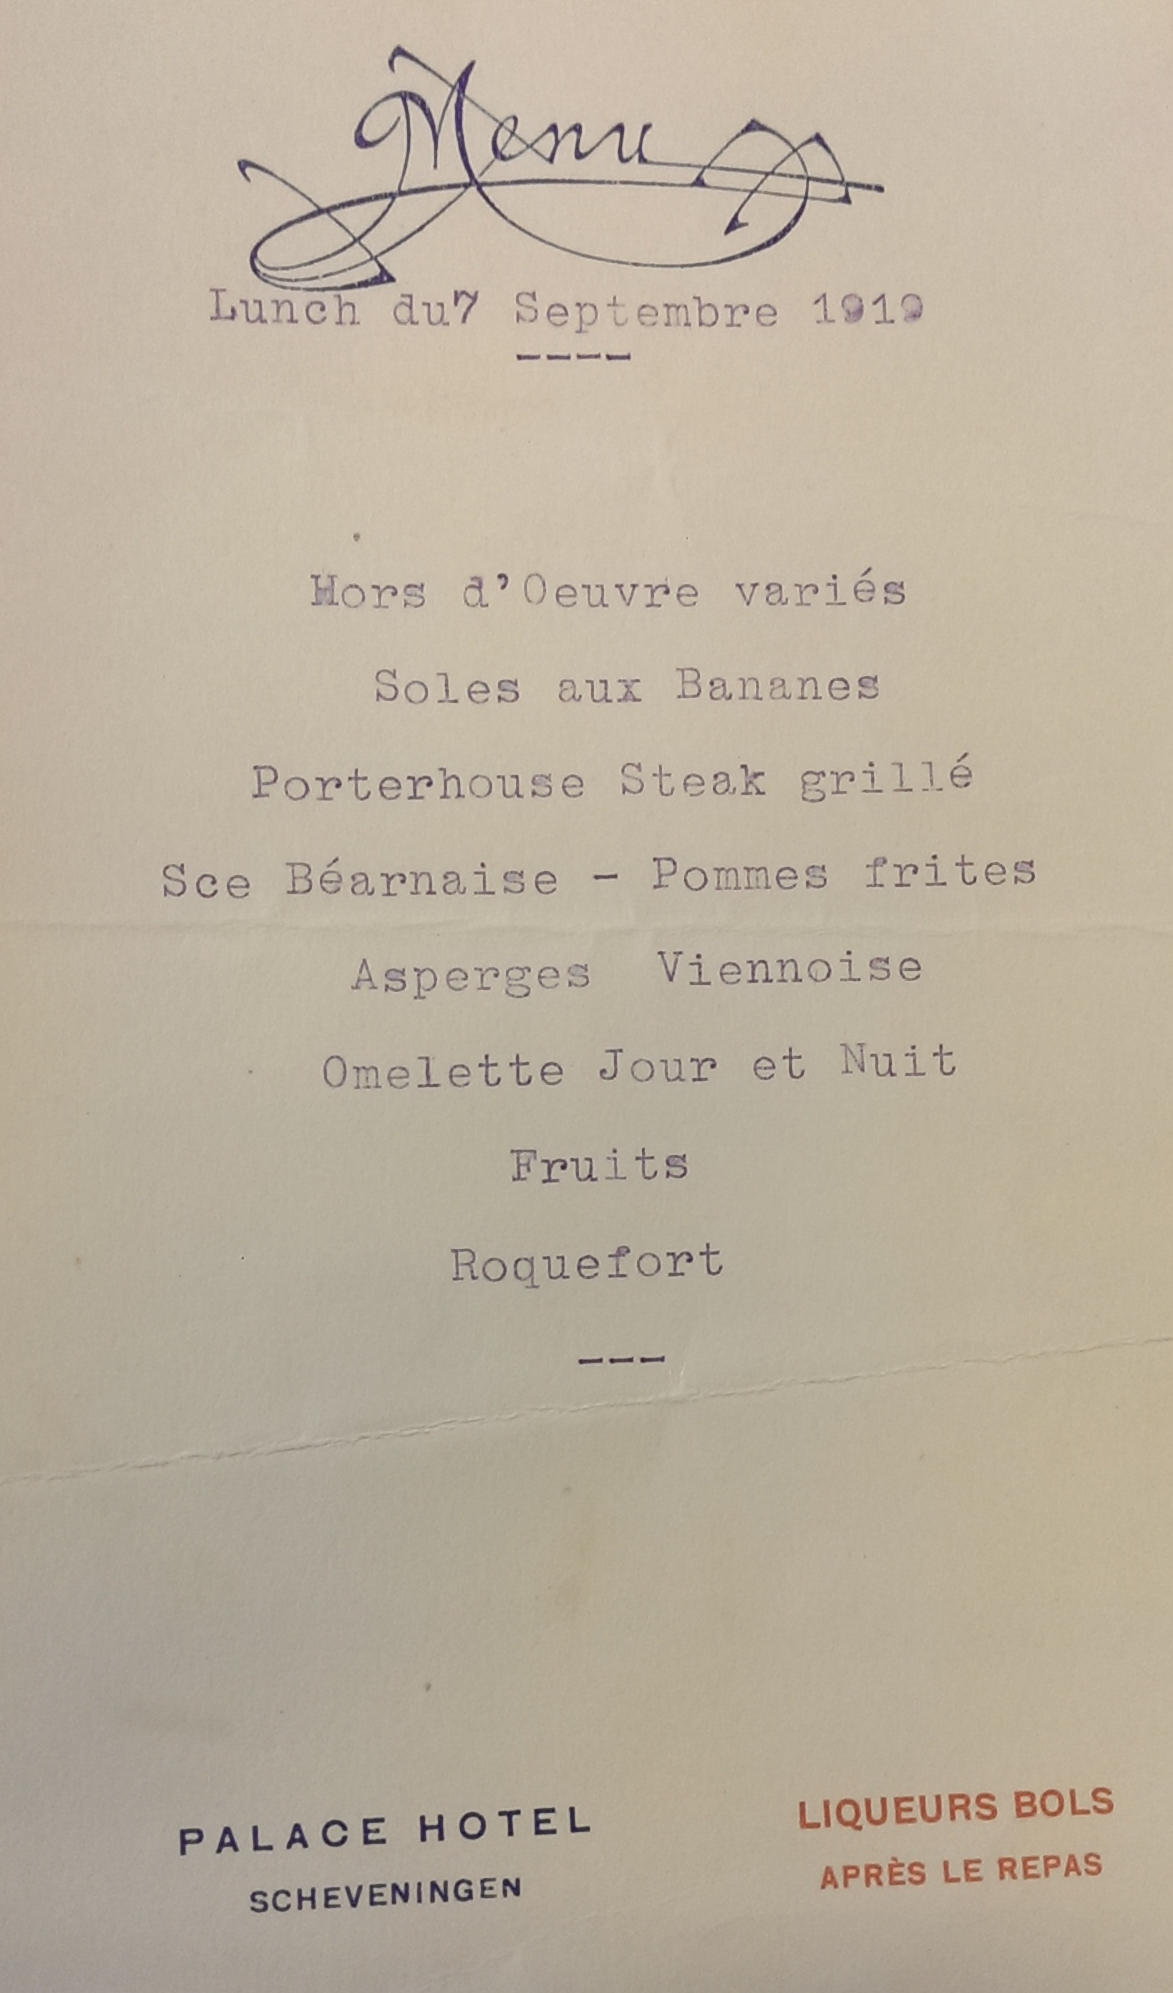 Menu
Lunch du7 Septembre 1919
----
Hors d'Oeuvre variés
Soles aux Bananes
Porterhouse Steak grillé
Sce Béarnaise - Pommes frites
Asperges Viennoise
Omelette Jour et Nuit
Fruits
Roquefort
---
PALACE HOTEL
SCHEVENINGEN
LIQUEURS BOLS
APRÈS LE REPAS